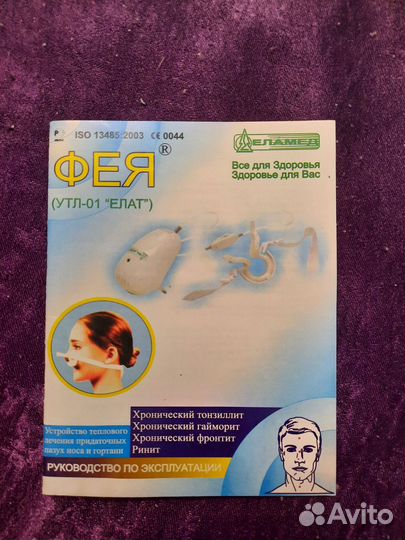 ISO 13485:2003 CE 0044
ЕЛАМЕД
ФЕЯ®
(УТЛ-01 "ЕЛАТ")
Все для Здоровья
Здоровье для Вас
Устройство теплового
лечения придаточных
пазух носа и гортани
Хронический тонзиллит
Хронический гайморит
Хронический фронтит
Ринит
РУКОВОДСТВО ПО ЭКСПЛУАТАЦИИ
Avito